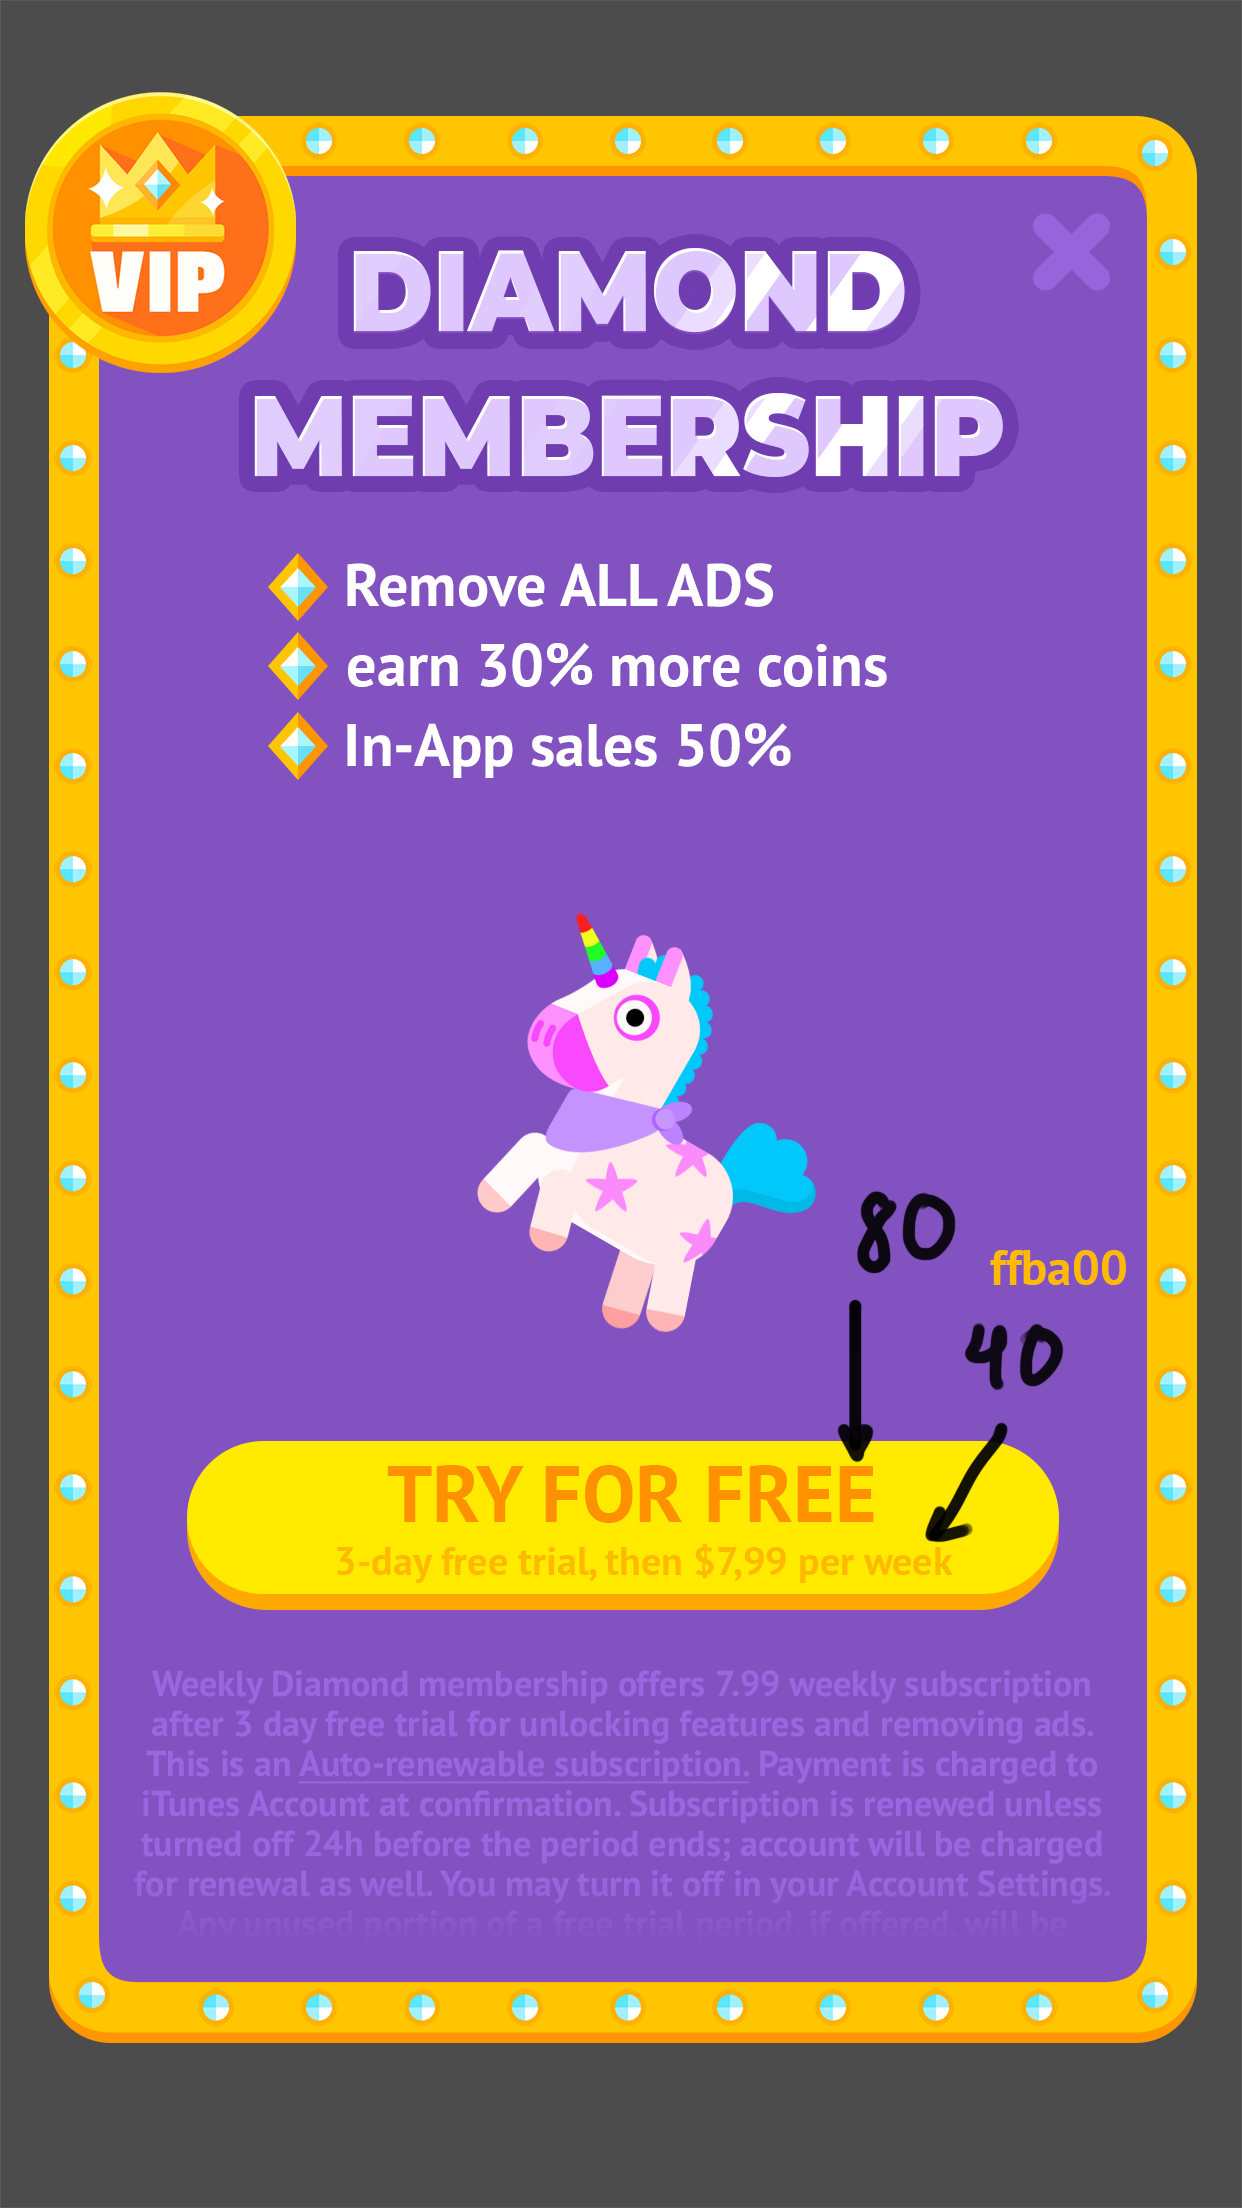 VIP
DIAMOND
MEMBERSHIP
Remove ALL ADS
earn 30% more coins
In-App sales 50%
80
ffba00
40
TRY FOR FREE
3-day free trial, then $7,99 per week
Weekly Diamond membership offers 7.99 weekly subscription
after 3 day free trial for unlocking features and removing ads.
This is an Auto-renewable subscription. Payment is charged to
iTunes Account at confirmation. Subscription is renewed unless
turned off 24h before the period ends; account will be charged
for renewal as well. You may turn it off in your Account Settings.
Any unused portion of a free trial period, if offered, will be